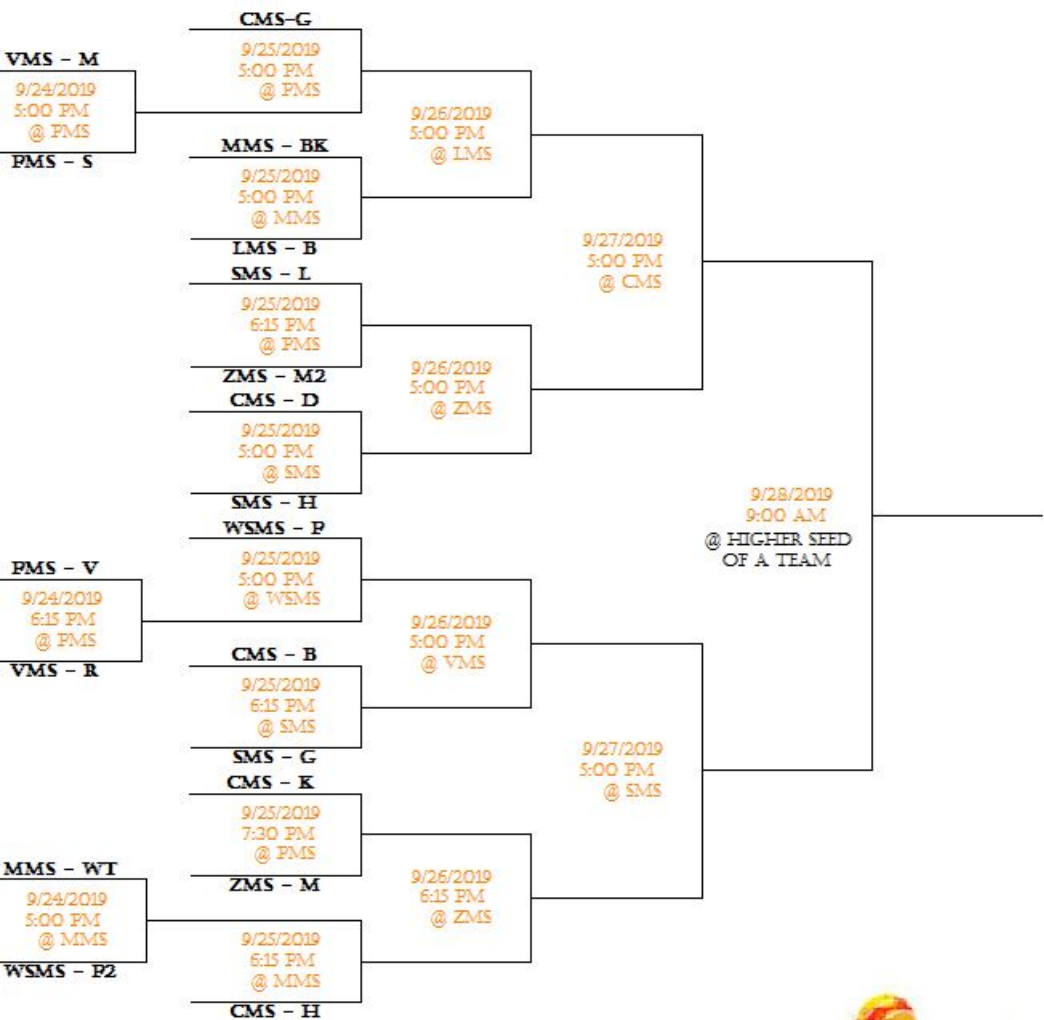 VMS - M
9/24/2019
5:00 PM
@ PMS
PMS - S
PMS - V
9/24/2019
6:15 PM
@ PMS
VMS - R
MMS - WT
9/24/2019
5:00 PM
@ MMS
WSMS - P2
CMS-G
9/25/2019
5:00 PM
@ PMS
MMS - BK
9/25/2019
5:00 PM
@ MMS
LMS - B
SMS - L
9/25/2019
6:15 PM
@ PMS
ZMS - M2
CMS - D
9/25/2019
5:00 PM
@ SMS
SMS - H
WSMS - P
9/25/2019
5:00 PM
@ WSMS
CMS - B
9/25/2019
6:15 PM
@ SMS
SMS - G
CMS - K
9/25/2019
7:30 PM
@ PMS
ZMS - M
9/25/2019
6:15 PM
@ MMS
CMS - H
9/26/2019
5:00 PM
@ LMS
9/26/2019
5:00 PM
@ ZMS
9/26/2019
5:00 PM
@ VMS
9/26/2019
6:15 PM
@ ZMS
9/27/2019
5:00 PM
@ CMS
9/27/2019
5:00 PM
@ SMS
9/28/2019
9:00 AM
@ HIGHER SEED
OF A TEAM